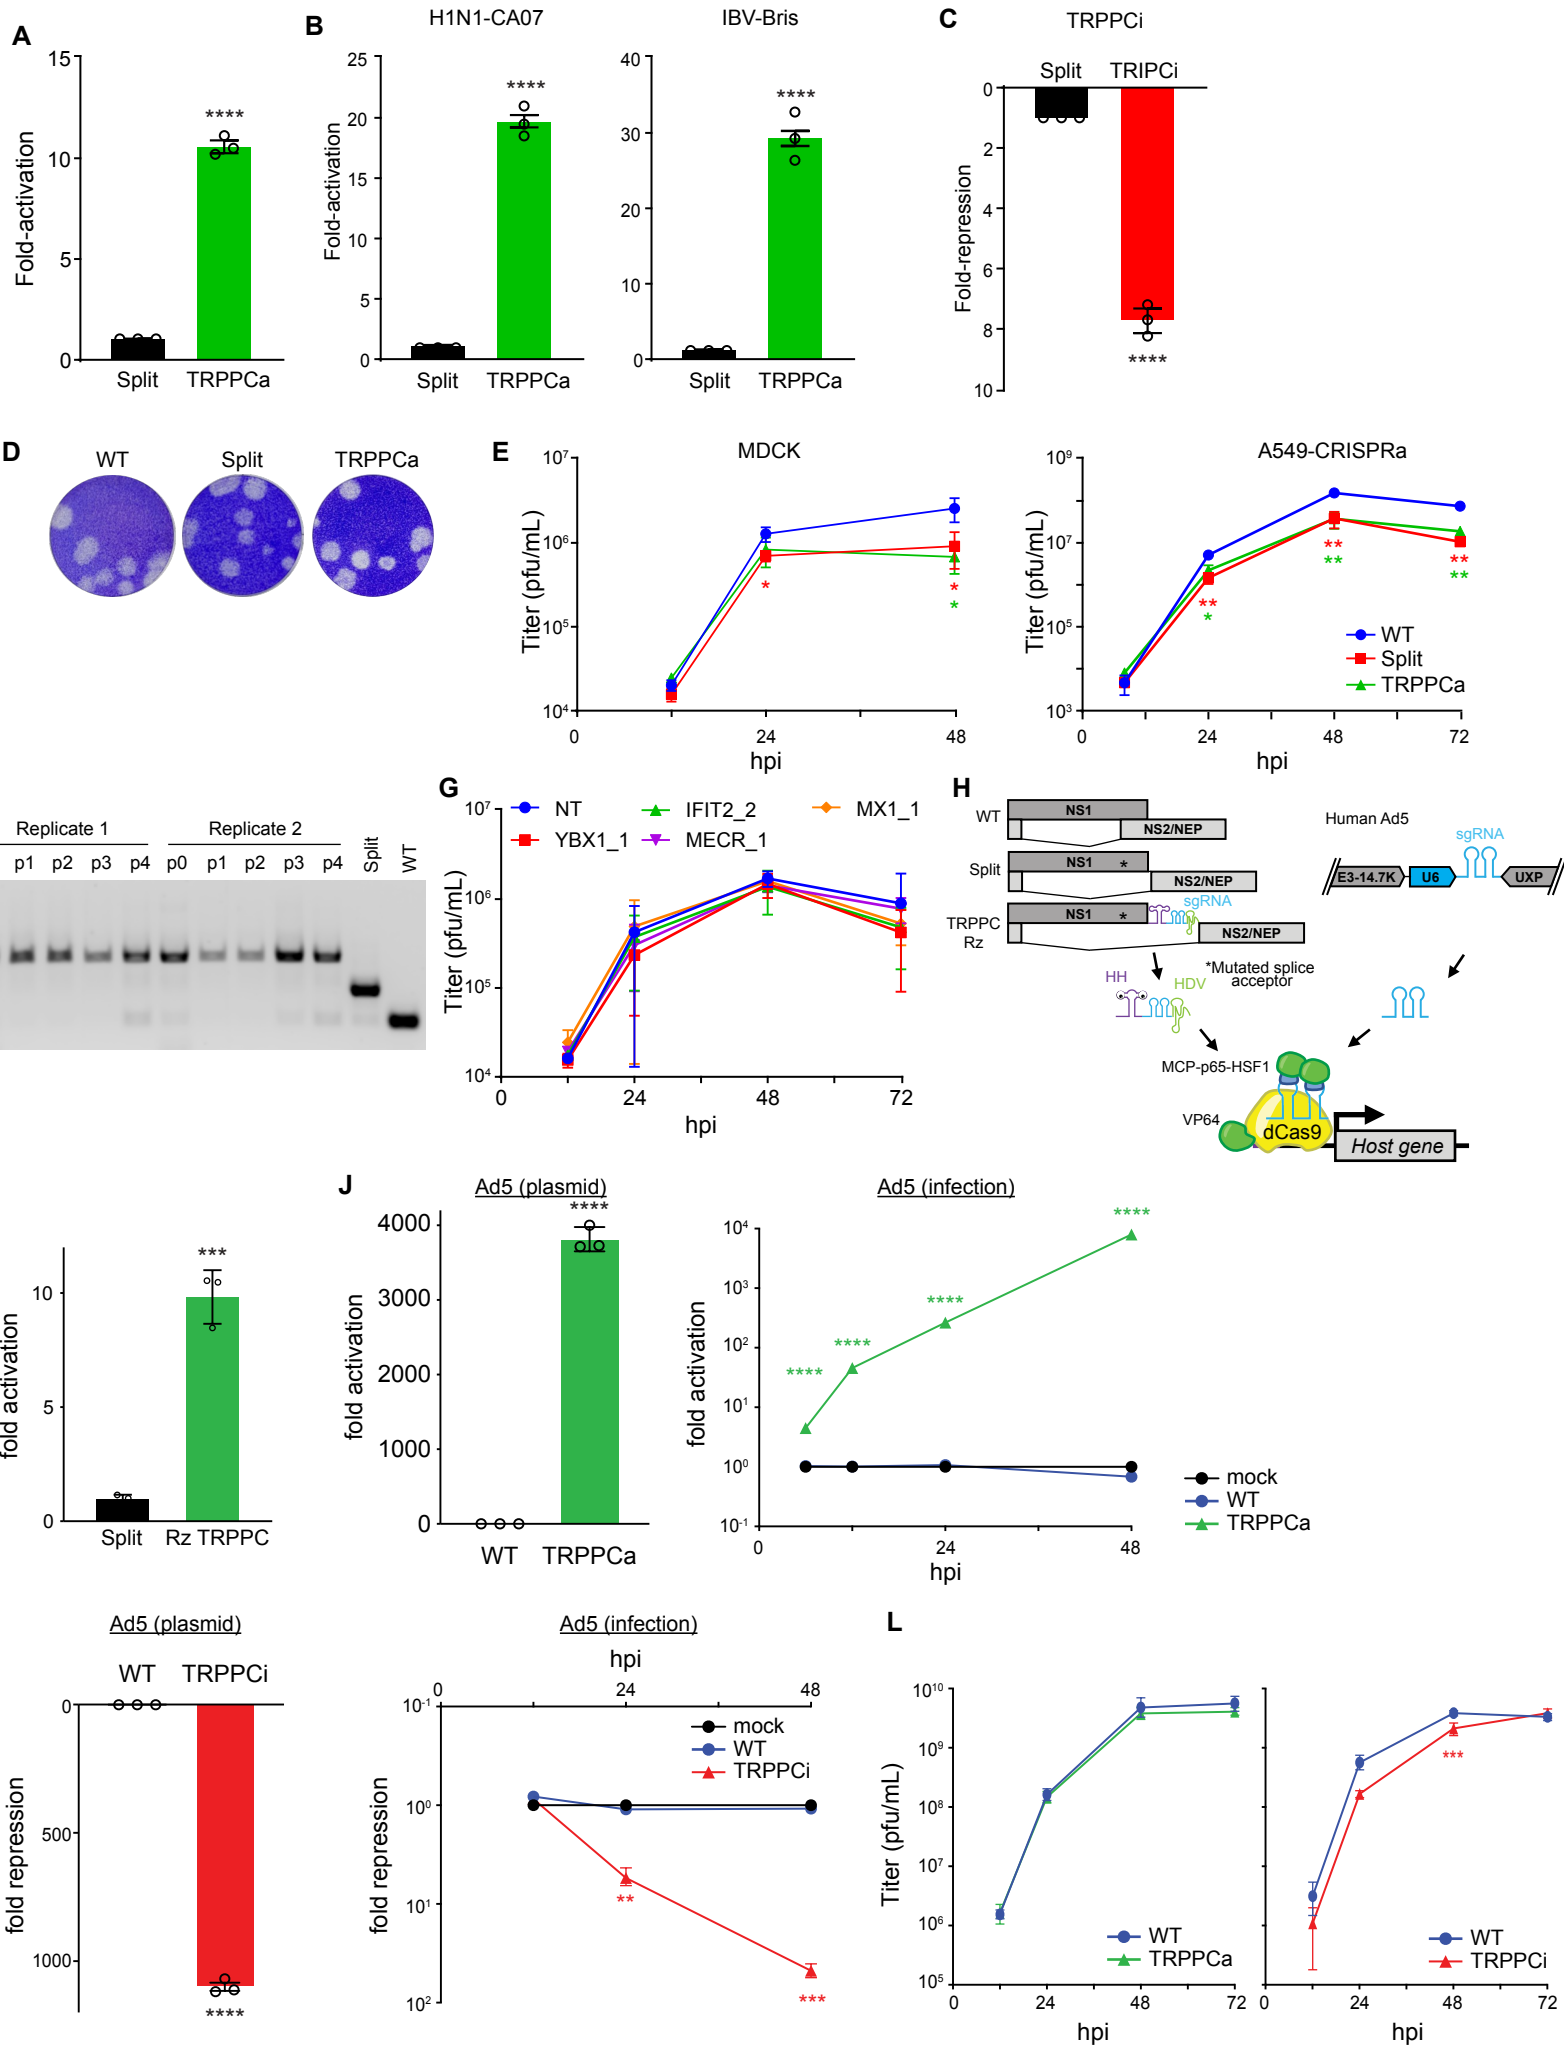 A
15
10
5
0
Fold-activation
****
Split
TRPPCa
B
H1N1-CA07
25
20
15
10
5
0
Fold-activation
****
Split
TRPPCa
IBV-Bris
40
30
20
10
0
****
Split
TRPPCa
C
TRPPCi
Split
TRIPCi
0
2
4
6
8
10
Fold-repression
****
D
WT
Split
TRPPCa
E
MDCK
10⁷
10⁶
10⁵
10⁴
Titer (pfu/mL)
*
*
*
0
24
48
hpi
A549-CRISPRa
10⁹
10⁷
10⁵
10³
Titer (pfu/mL)
**
*
**
**
**
**
WT
Split
TRPPCa
0
24
48
72
hpi
Replicate 1
Replicate 2
p1
p2
p3
p4
p0
p1
p2
p3
p4
Split
WT
G
NT
YBX1_1
IFIT2_2
MECR_1
MX1_1
10⁷
10⁶
10⁵
10⁴
Titer (pfu/mL)
0
24
48
72
hpi
H
WT
NS1
NS2/NEP
Split
NS1
*
NS2/NEP
TRPPC
Rz
NS1
*
sgRNA
NS2/NEP
HH
HDV
*Mutated splice
acceptor
Human Ad5
sgRNA
E3-14.7K
U6
UXP
MCP-p65-HSF1
VP64
dCas9
Host gene
10
5
0
fold activation
***
Split
Rz TRPPC
J
Ad5 (plasmid)
4000
3000
2000
1000
0
fold activation
****
WT
TRPPCa
Ad5 (infection)
10⁴
10³
10²
10¹
10⁰
10⁻¹
fold activation
****
****
****
****
mock
WT
TRPPCa
0
24
48
hpi
Ad5 (plasmid)
WT
TRPPCi
0
500
1000
fold repression
****
Ad5 (infection)
hpi
0
24
48
10⁻¹
10⁰
10¹
10²
fold repression
mock
WT
TRPPCi
**
***
L
10¹⁰
10⁹
10⁸
10⁷
10⁶
10⁵
Titer (pfu/mL)
WT
TRPPCa
0
24
48
72
hpi
***
WT
TRPPCi
0
24
48
72
hpi